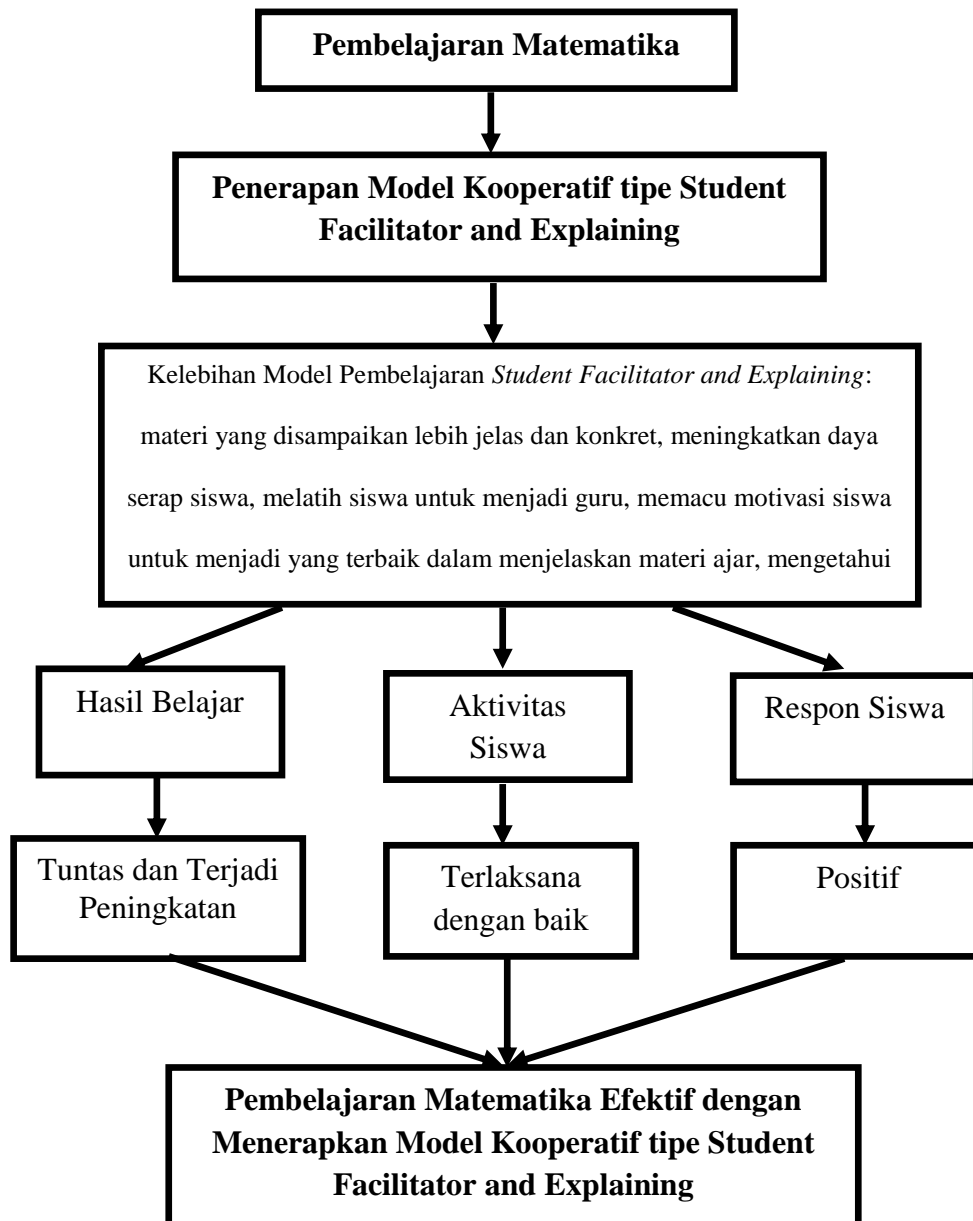 Pembelajaran Matematika
Penerapan Model Kooperatif tipe Student
Facilitator and Explaining
Kelebihan Model Pembelajaran Student Facilitator and Explaining:
materi yang disampaikan lebih jelas dan konkret, meningkatkan daya
serap siswa, melatih siswa untuk menjadi guru, memacu motivasi siswa
untuk menjadi yang terbaik dalam menjelaskan materi ajar, mengetahui
Hasil Belajar
Aktivitas
Siswa
Respon Siswa
Tuntas dan Terjadi
Peningkatan
Terlaksana
dengan baik
Positif
Pembelajaran Matematika Efektif dengan
Menerapkan Model Kooperatif tipe Student
Facilitator and Explaining